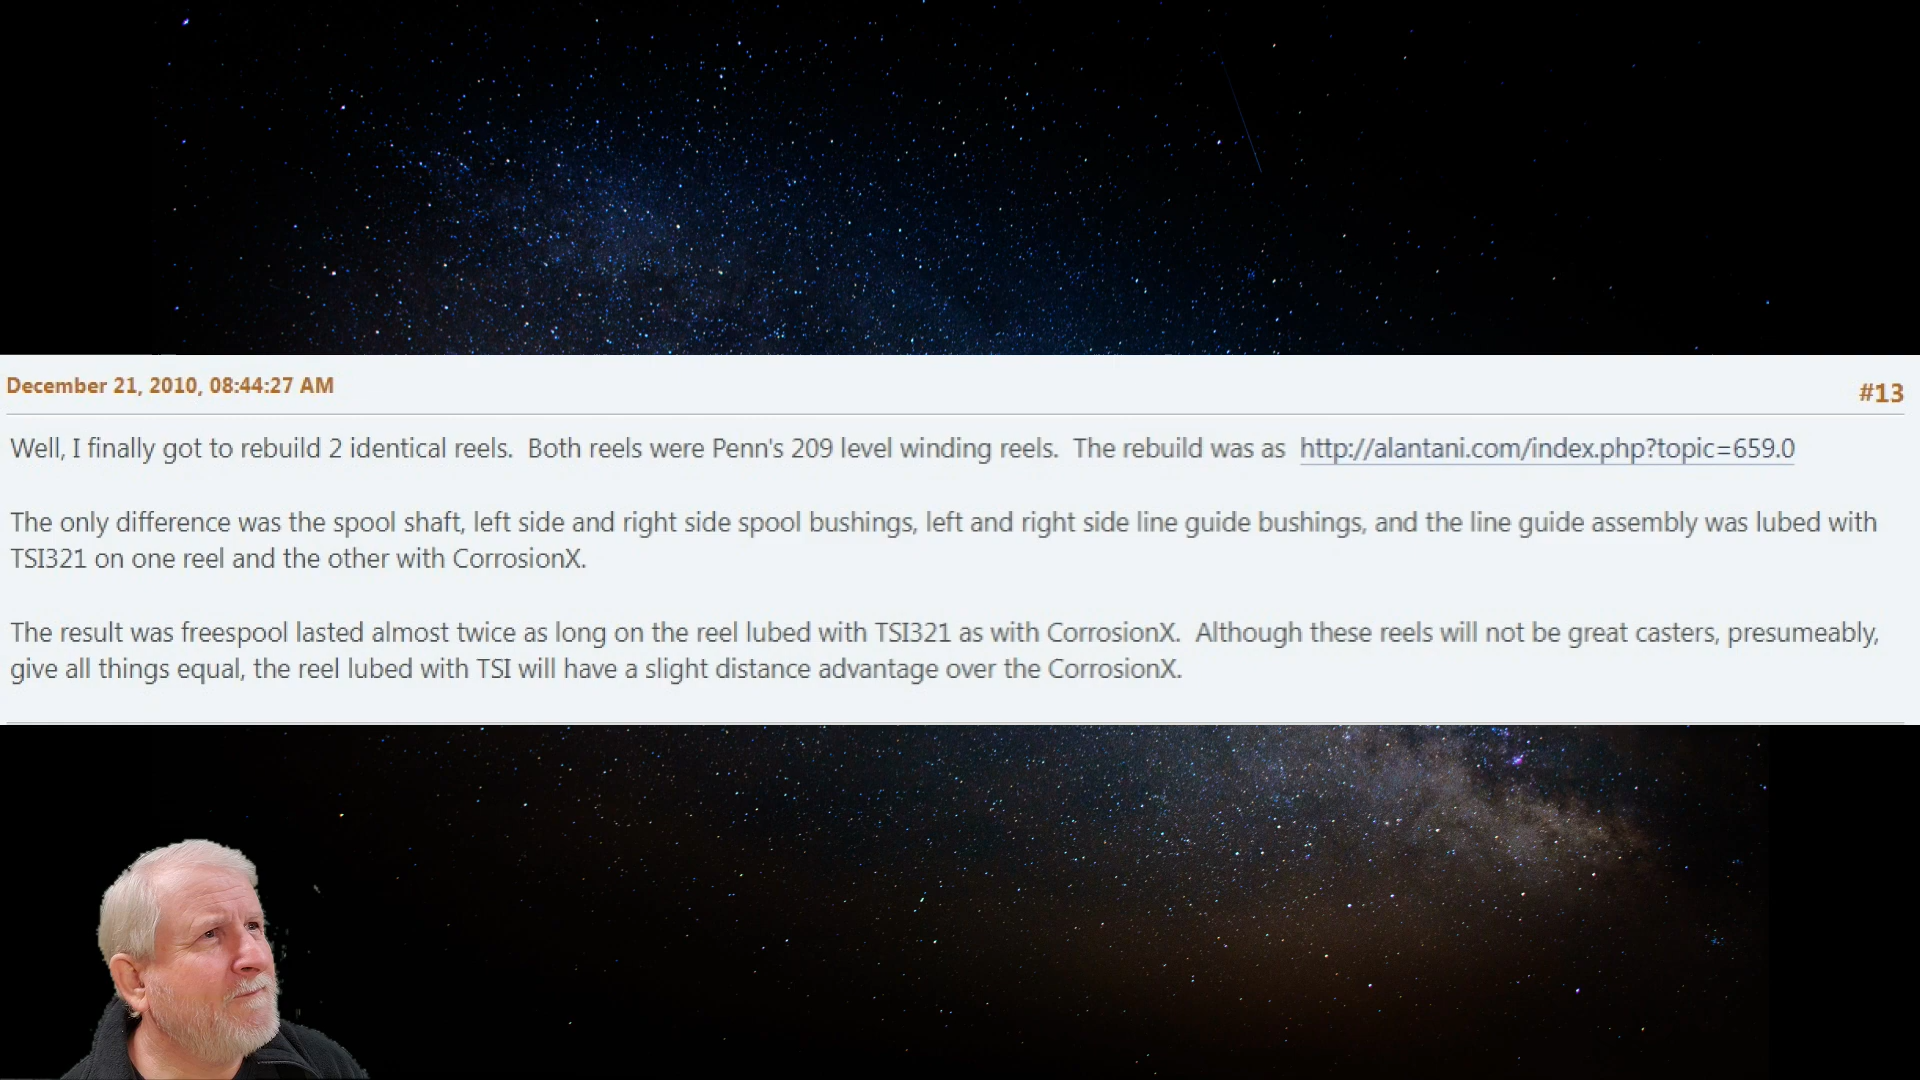 December 21, 2010, 08:44:27 AM
#13
Well, I finally got to rebuild 2 identical reels.  Both reels were Penn's 209 level winding reels.  The rebuild was as  http://alantani.com/index.php?topic=659.0
The only difference was the spool shaft, left side and right side spool bushings, left and right side line guide bushings, and the line guide assembly was lubed with
TSI321 on one reel and the other with CorrosionX.
The result was freespool lasted almost twice as long on the reel lubed with TSI321 as with CorrosionX.  Although these reels will not be great casters, presumeably,
give all things equal, the reel lubed with TSI will have a slight distance advantage over the CorrosionX.